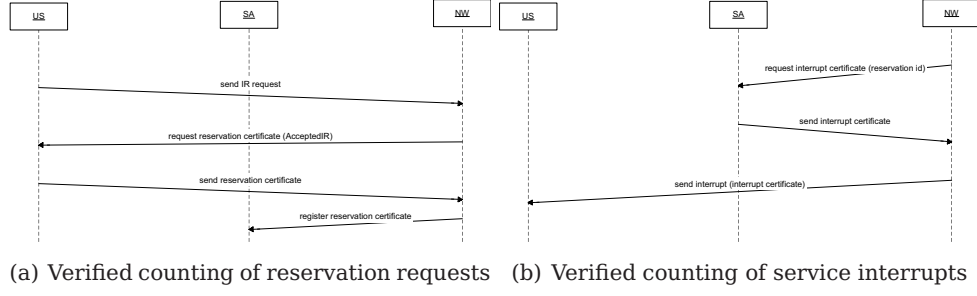 US SA NW
send IR request
request reservation certificate (AcceptedIR)
send reservation certificate
register reservation certificate
(a) Verified counting of reservation requests
US SA NW
request interrupt certificate (reservation id)
send interrupt certificate
send interrupt (interrupt certificate)
(b) Verified counting of service interrupts